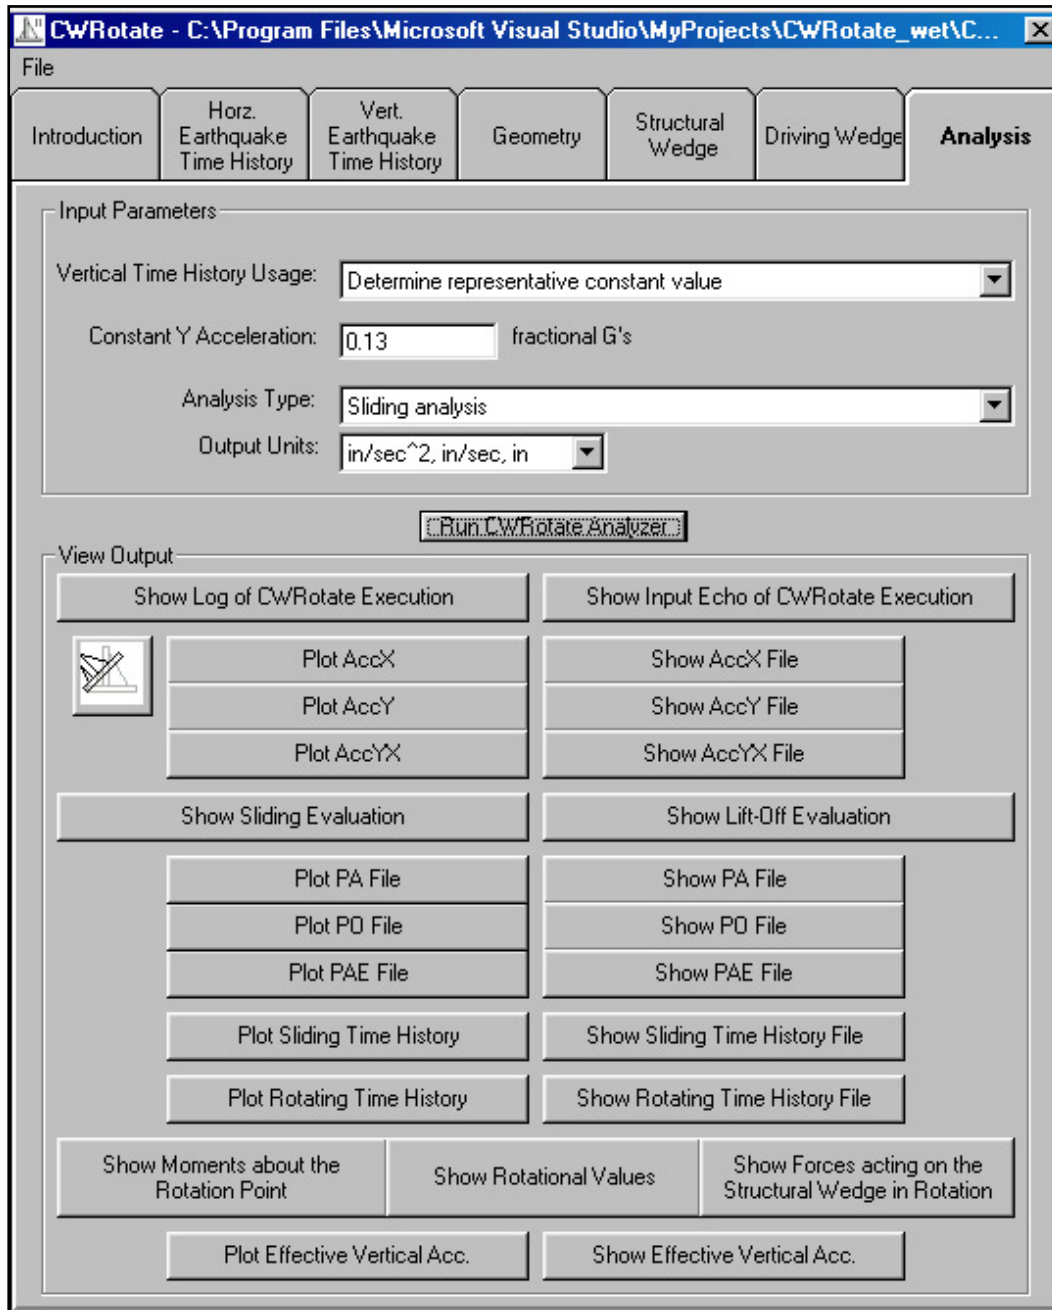 CWRotate - C:\Program Files\Microsoft Visual Studio\MyProjects\CWRotate_wet\C...
File
Introduction
Horz.
Earthquake
Time History
Vert.
Earthquake
Time History
Geometry
Structural
Wedge
Driving Wedge
Analysis
Input Parameters
Vertical Time History Usage: Determine representative constant value
Constant Y Acceleration: 0.13 fractional G's
Analysis Type: Sliding analysis
Output Units: in/sec^2, in/sec, in
Run CWRotate Analyzer
View Output
Show Log of CWRotate Execution
Show Input Echo of CWRotate Execution
Plot AccX
Show AccX File
Plot AccY
Show AccY File
Plot AccYX
Show AccYX File
Show Sliding Evaluation
Show Lift-Off Evaluation
Plot PA File
Show PA File
Plot PO File
Show PO File
Plot PAE File
Show PAE File
Plot Sliding Time History
Show Sliding Time History File
Plot Rotating Time History
Show Rotating Time History File
Show Moments about the
Rotation Point
Show Rotational Values
Show Forces acting on the
Structural Wedge in Rotation
Plot Effective Vertical Acc.
Show Effective Vertical Acc.